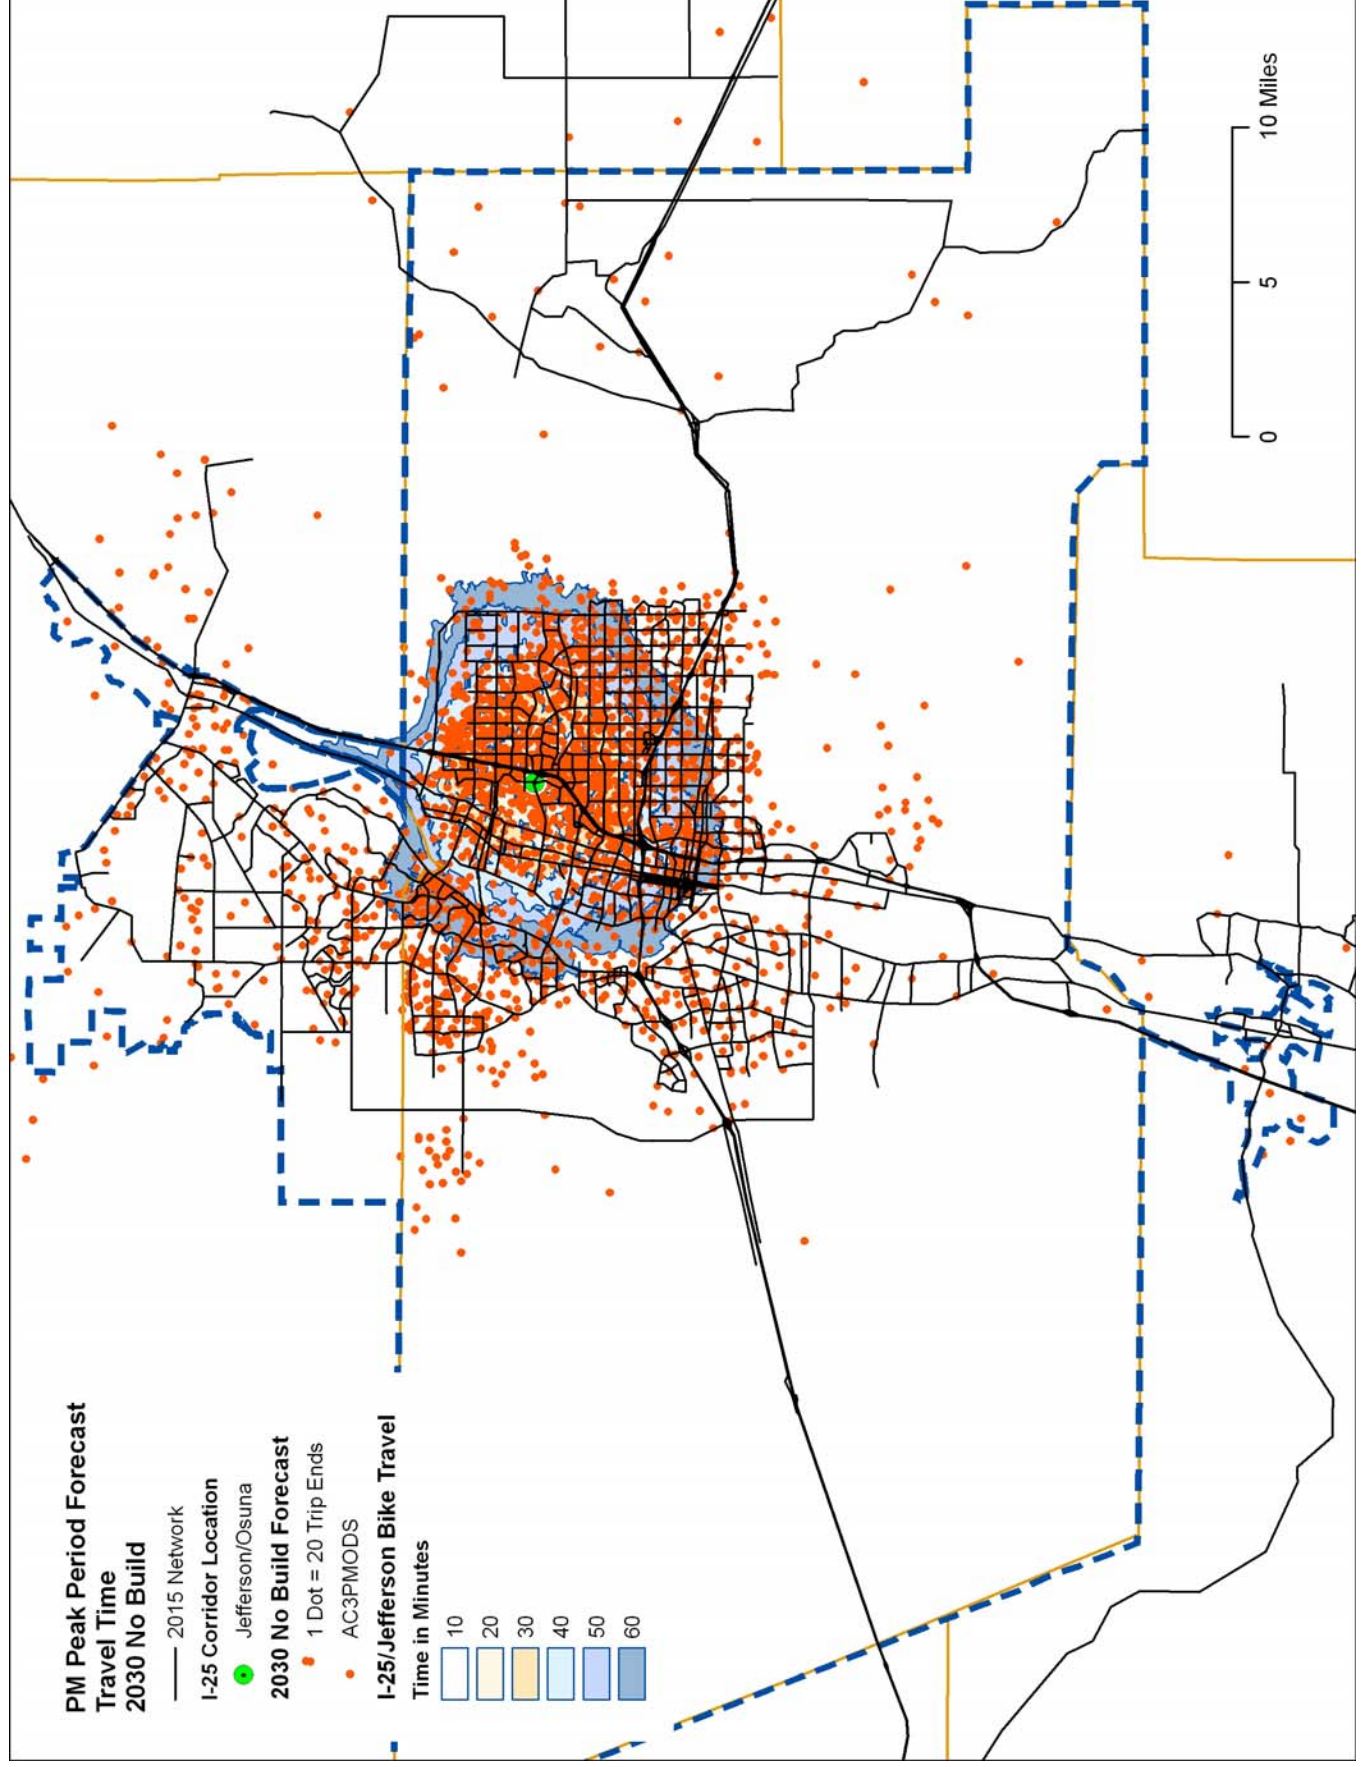 PM Peak Period Forecast
Travel Time
2030 No Build
2015 Network
I-25 Corridor Location
Jefferson/Osuna
2030 No Build Forecast
1 Dot = 20 Trip Ends
AC3PMODS
I-25/Jefferson Bike Travel
Time in Minutes
10
20
30
40
50
60
0
5
10 Miles